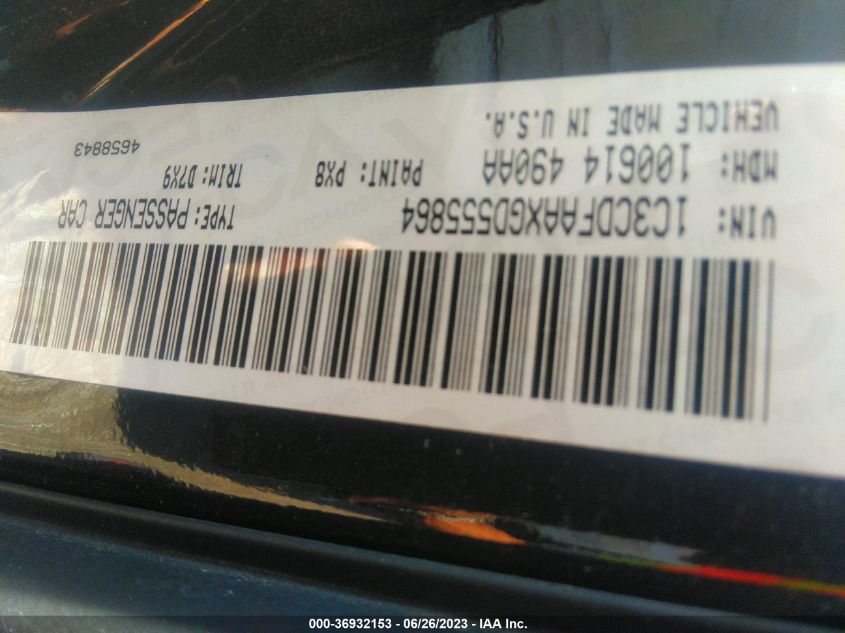 4658843
VEHICLE MADE IN U.S.A.
MDH: 100614 490AA PAINT: PX8 TRIM: D7X9
VIN: 1C3CDFAAXGD555864 TYPE: PASSENGER CAR
000-36932153 - 06/26/2023 - IAA Inc.